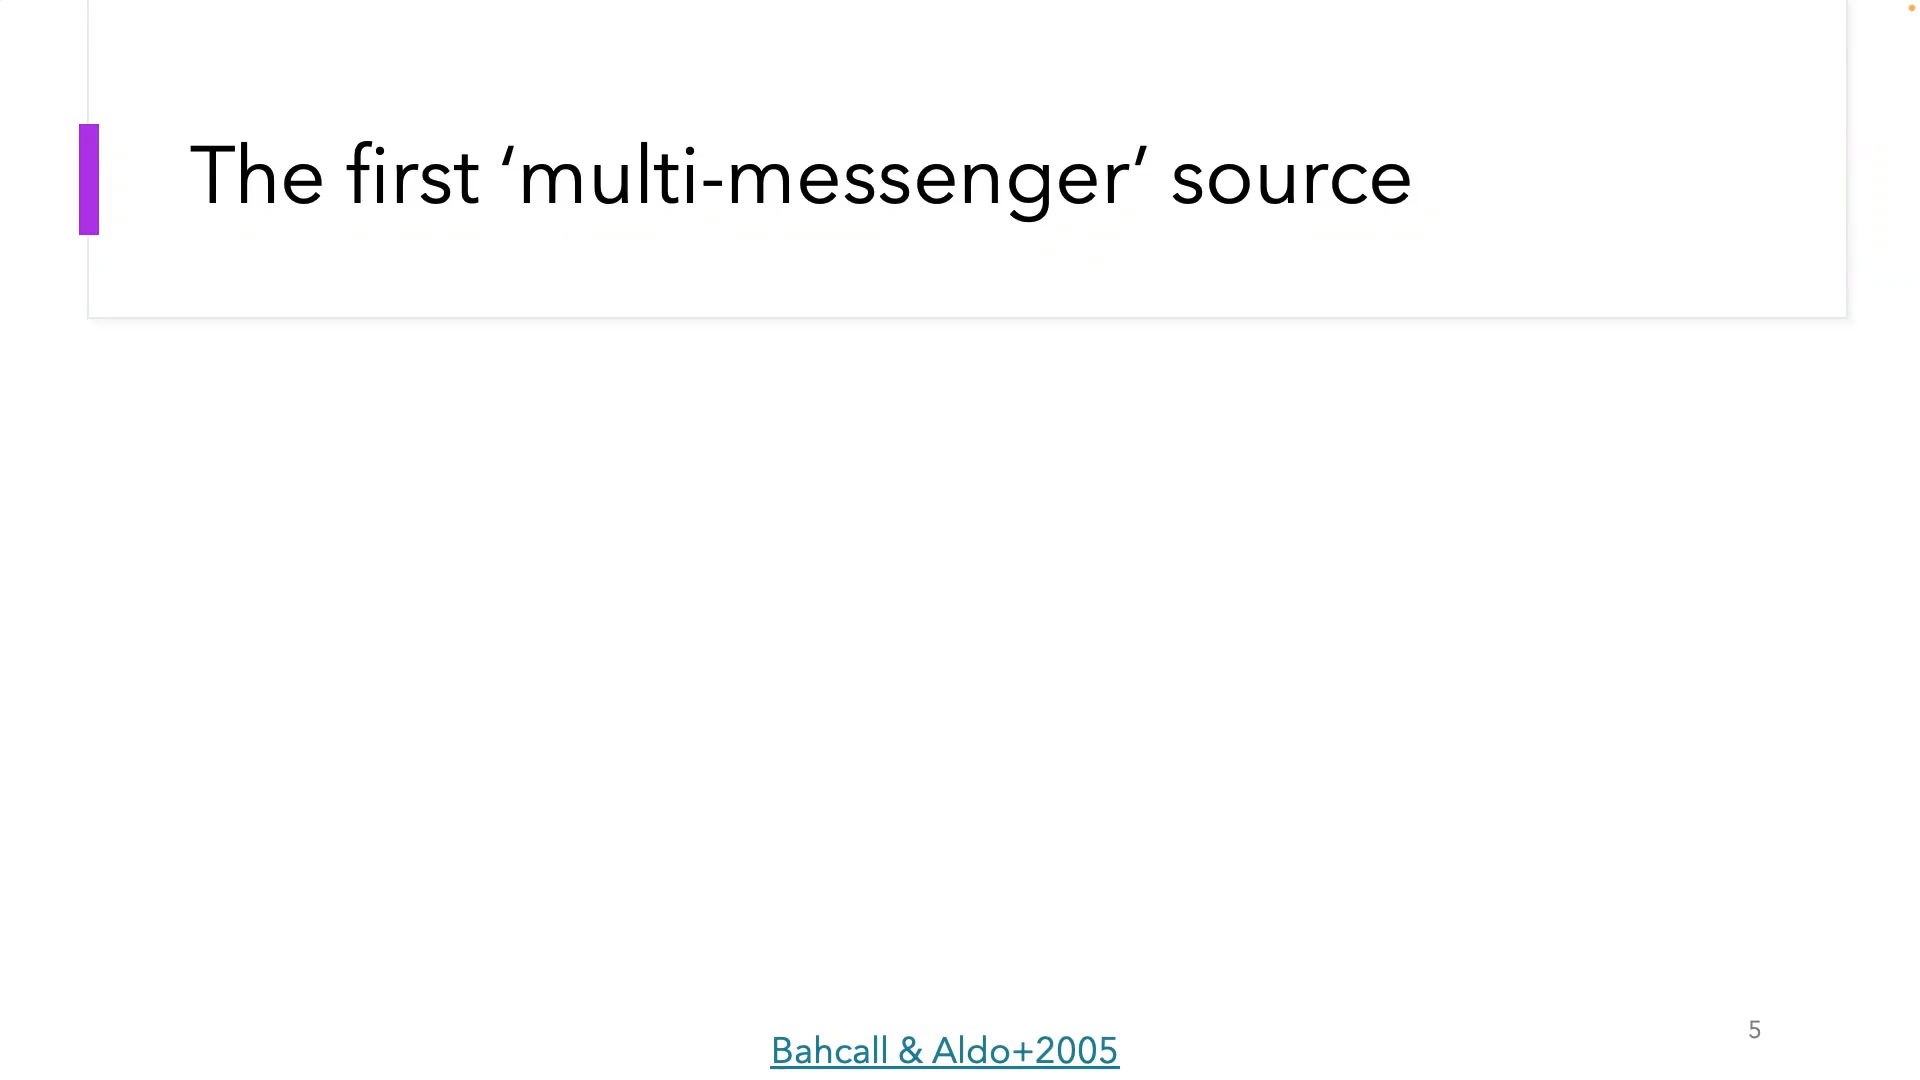 The first ‘multi-messenger’ source
Bahcall & Aldo+2005
5